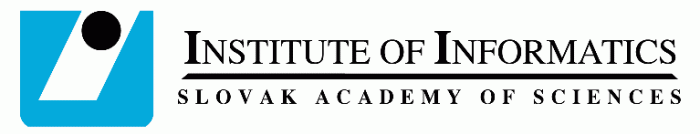 INSTITUTE OF INFORMATICS
SLOVAK ACADEMY OF SCIENCES